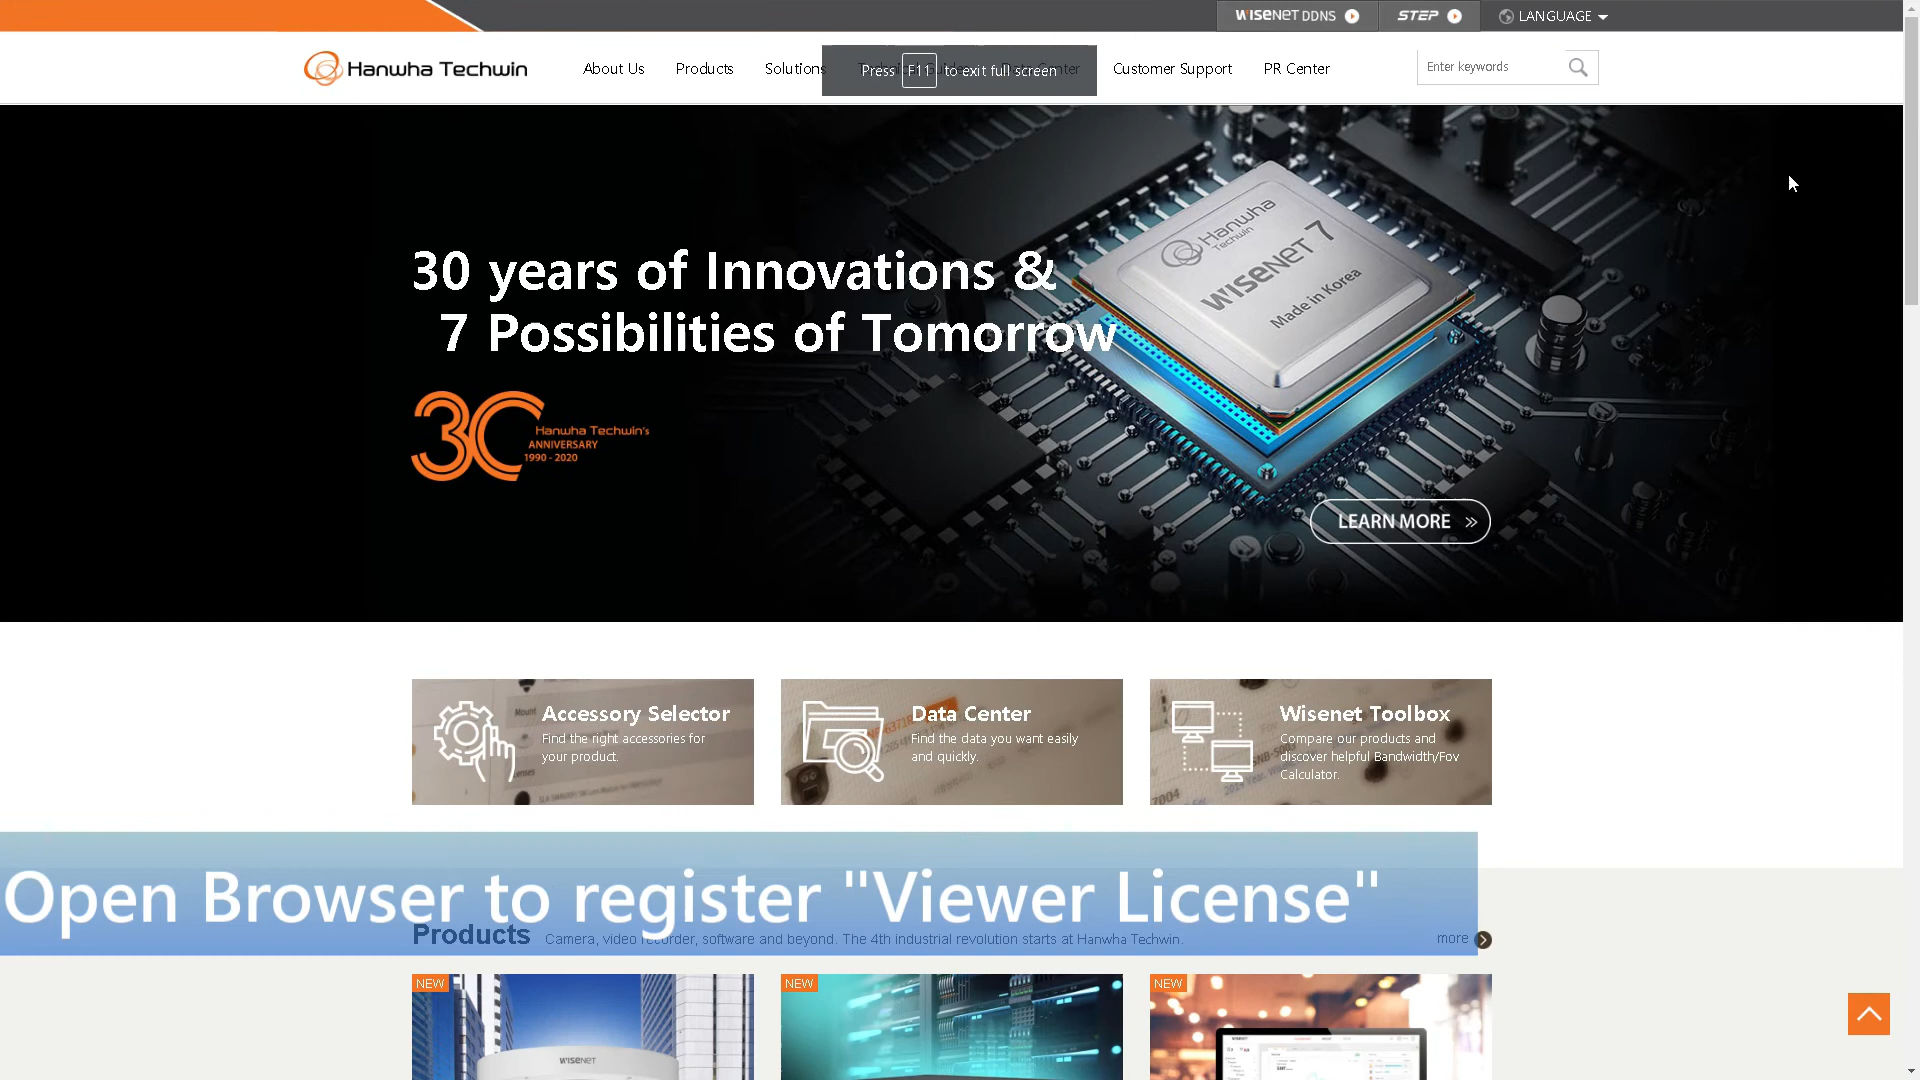 WISENET DDNS
STEP
LANGUAGE
Hanwha Techwin
About Us
Products
Solutions
Customer Support
PR Center
Enter keywords
Press F11 to exit full screen
Hanwha
Techwin
WISENET 7
Made in Korea
30 years of Innovations &
7 Possibilities of Tomorrow
30
Hanwha Techwin's
ANNIVERSARY
1990 - 2020
LEARN MORE
Accessory Selector
Find the right accessories for
your product.
Data Center
Find the data you want easily
and quickly.
Wisenet Toolbox
Compare our products and
discover helpful Bandwidth/Fov
Calculator.
Open Browser to register "Viewer License"
Products
Camera, video recorder, software and beyond. The 4th industrial revolution starts at Hanwha Techwin.
more
NEW
NEW
NEW
WISENET